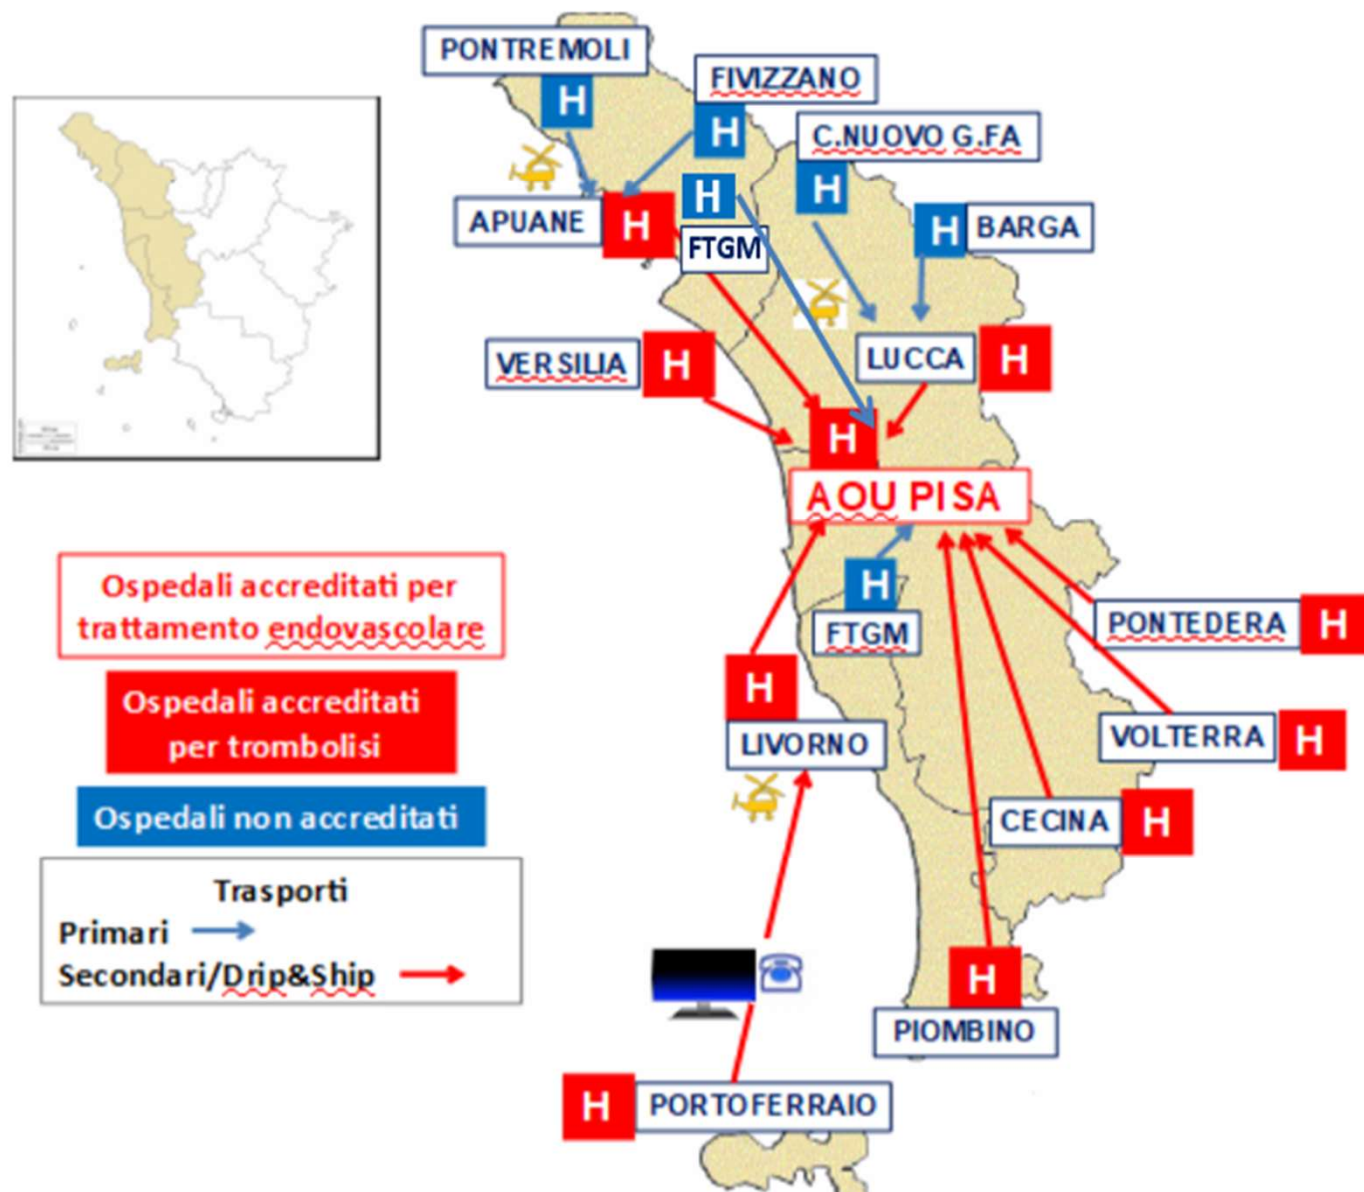 PONTREMOLI
H
FIVIZZANO
H
C.NUOVO G.FA
H
H
BARGA
APUANE
H
H
FTGM
VERSILIA
H
LUCCA
H
H
AOU PISA
Ospedali accreditati per
trattamento endovascolare
Ospedali accreditati
per trombolisi
Ospedali non accreditati
Trasporti
Primari
Secondari/Drip&Ship
H
FTGM
PONTEDERA
H
H
LIVORNO
VOLTERRA
H
CECINA
H
H
PIOMBINO
H
PORTOFERRAIO